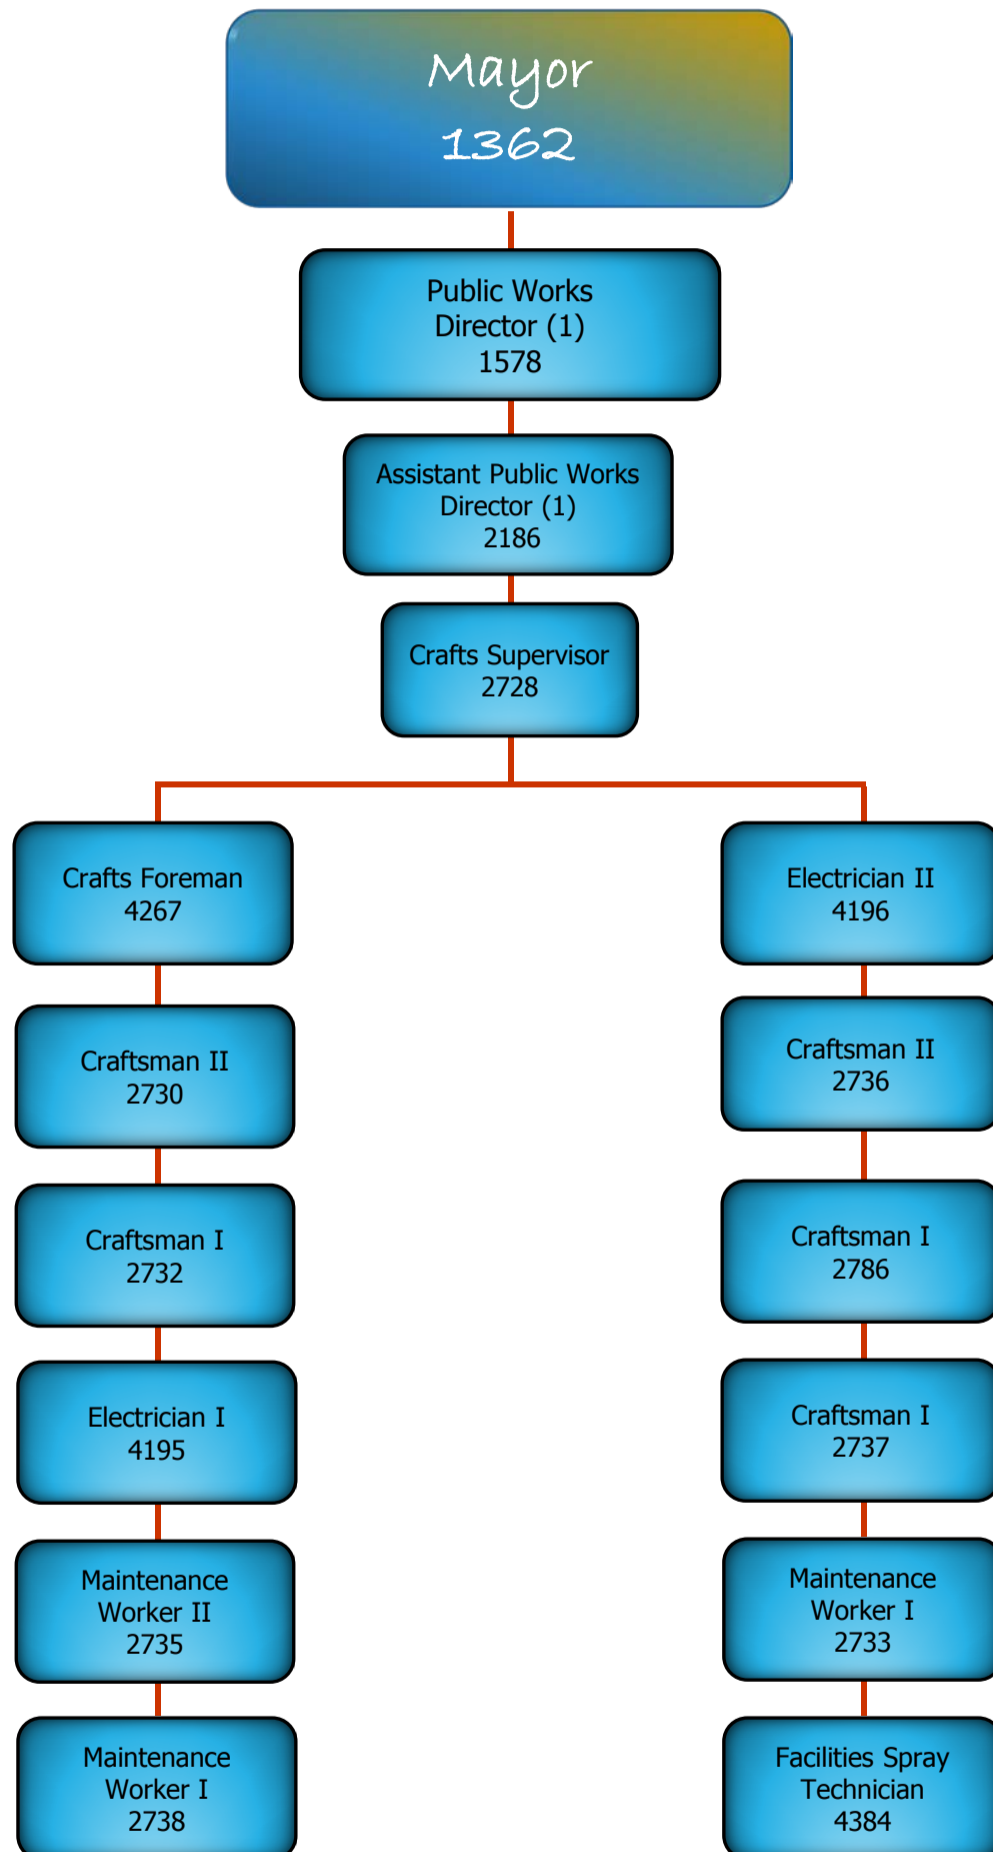 Mayor
1362
Public Works
Director (1)
1578
Assistant Public Works
Director (1)
2186
Crafts Supervisor
2728
Crafts Foreman
4267
Craftsman II
2730
Craftsman I
2732
Electrician I
4195
Maintenance
Worker II
2735
Maintenance
Worker I
2738
Electrician II
4196
Craftsman II
2736
Craftsman I
2786
Craftsman I
2737
Maintenance
Worker I
2733
Facilities Spray
Technician
4384